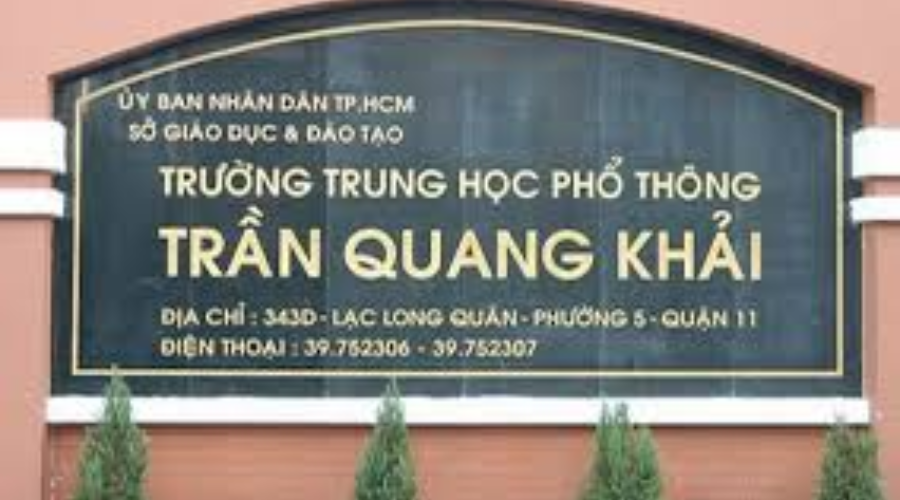 ỦY BAN NHÂN DÂN TP.HCM
SỞ GIÁO DỤC & ĐÀO TẠO
TRƯỜNG TRUNG HỌC PHỔ THÔNG
TRẦN QUANG KHẢI
ĐỊA CHỈ : 343D - LẠC LONG QUÂN - PHƯỜNG 5 - QUẬN 11
ĐIỆN THOẠI : 39.752306 - 39.752307